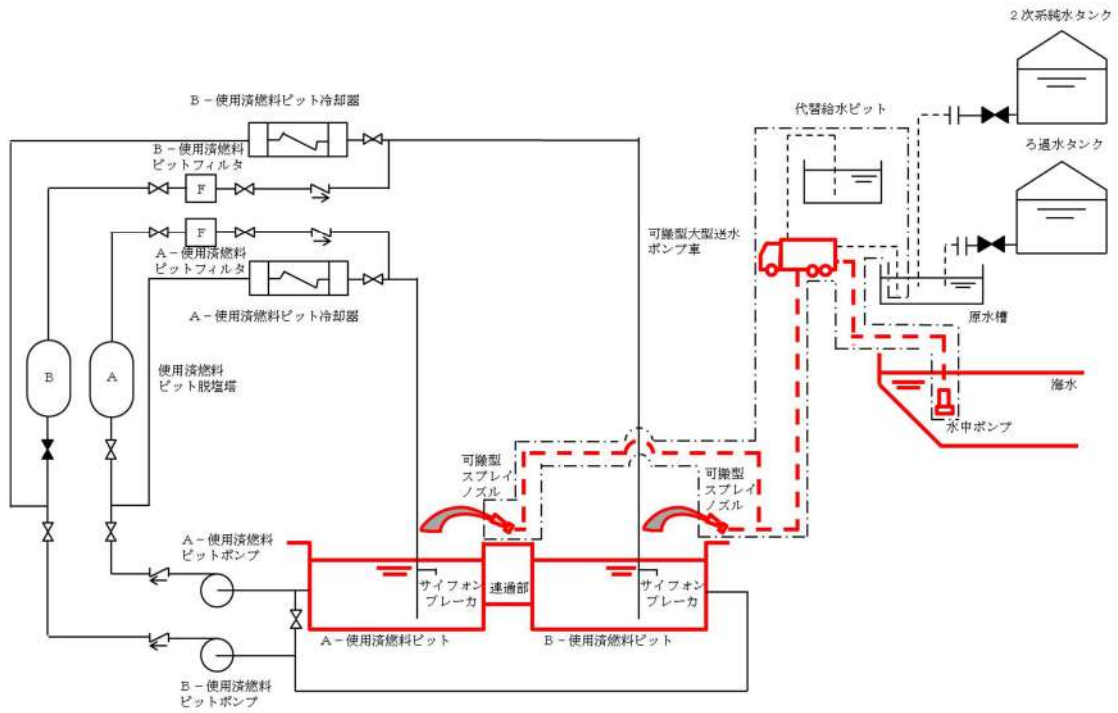 2次系純水タンク
B-使用済燃料ピット冷却器
代替給水ピット
B-使用済燃料
ピットフィルタ
ろ過水タンク
F
F
可搬型大型送水
ポンプ車
A-使用済燃料
ピットフィルタ
原水槽
A-使用済燃料ピット冷却器
B
A
使用済燃料
ピット脱塩塔
海水
水中ポンプ
可搬型
スプレイ
ノズル
可搬型
スプレイ
ノズル
A-使用済燃料
ピットポンプ
サイフォン
ブレーカ
連通部
サイフォン
ブレーカ
A-使用済燃料ピット
B-使用済燃料ピット
B-使用済燃料
ピットポンプ